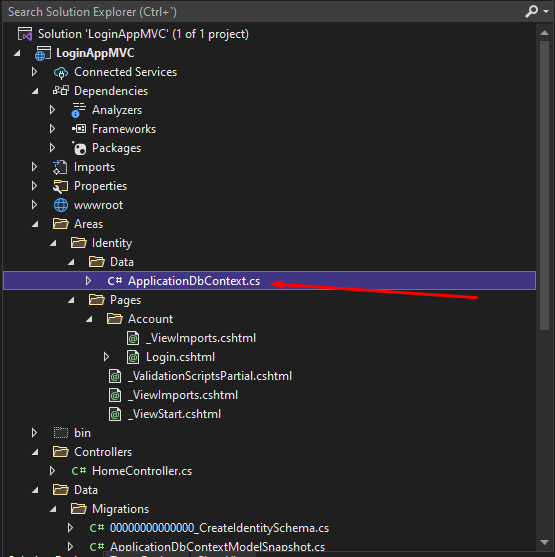 Search Solution Explorer (Ctrl+`)
Solution 'LoginAppMVC' (1 of 1 project)
LoginAppMVC
Connected Services
Dependencies
Analyzers
Frameworks
Packages
Imports
Properties
wwwroot
Areas
Identity
Data
C# ApplicationDbContext.cs
Pages
Account
_ViewImports.cshtml
Login.cshtml
_ValidationScriptsPartial.cshtml
_ViewImports.cshtml
_ViewStart.cshtml
bin
Controllers
C# HomeController.cs
Data
Migrations
C# 00000000000000_CreateIdentitySchema.cs
C# ApplicationDbContextModelSnapshot.cs